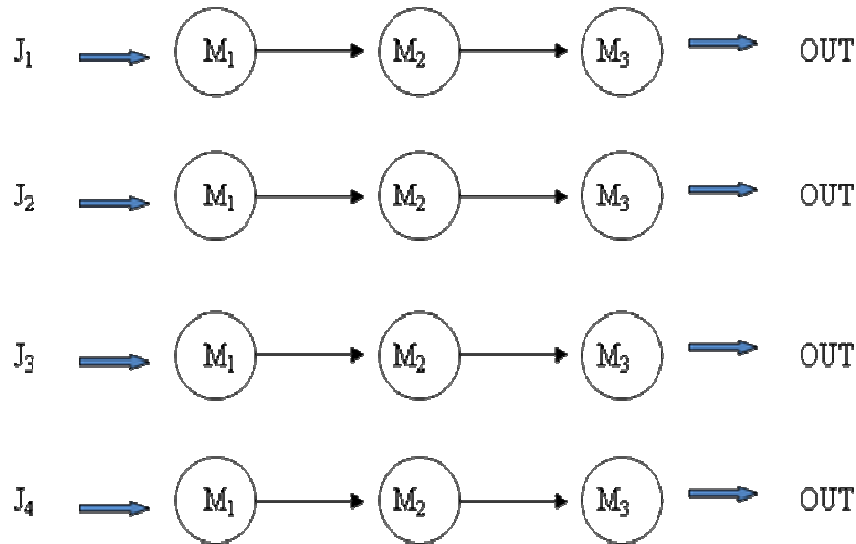 J₁ M₁ M₂ M₃ OUT
J₂ M₁ M₂ M₃ OUT
J₃ M₁ M₂ M₃ OUT
J₄ M₁ M₂ M₃ OUT